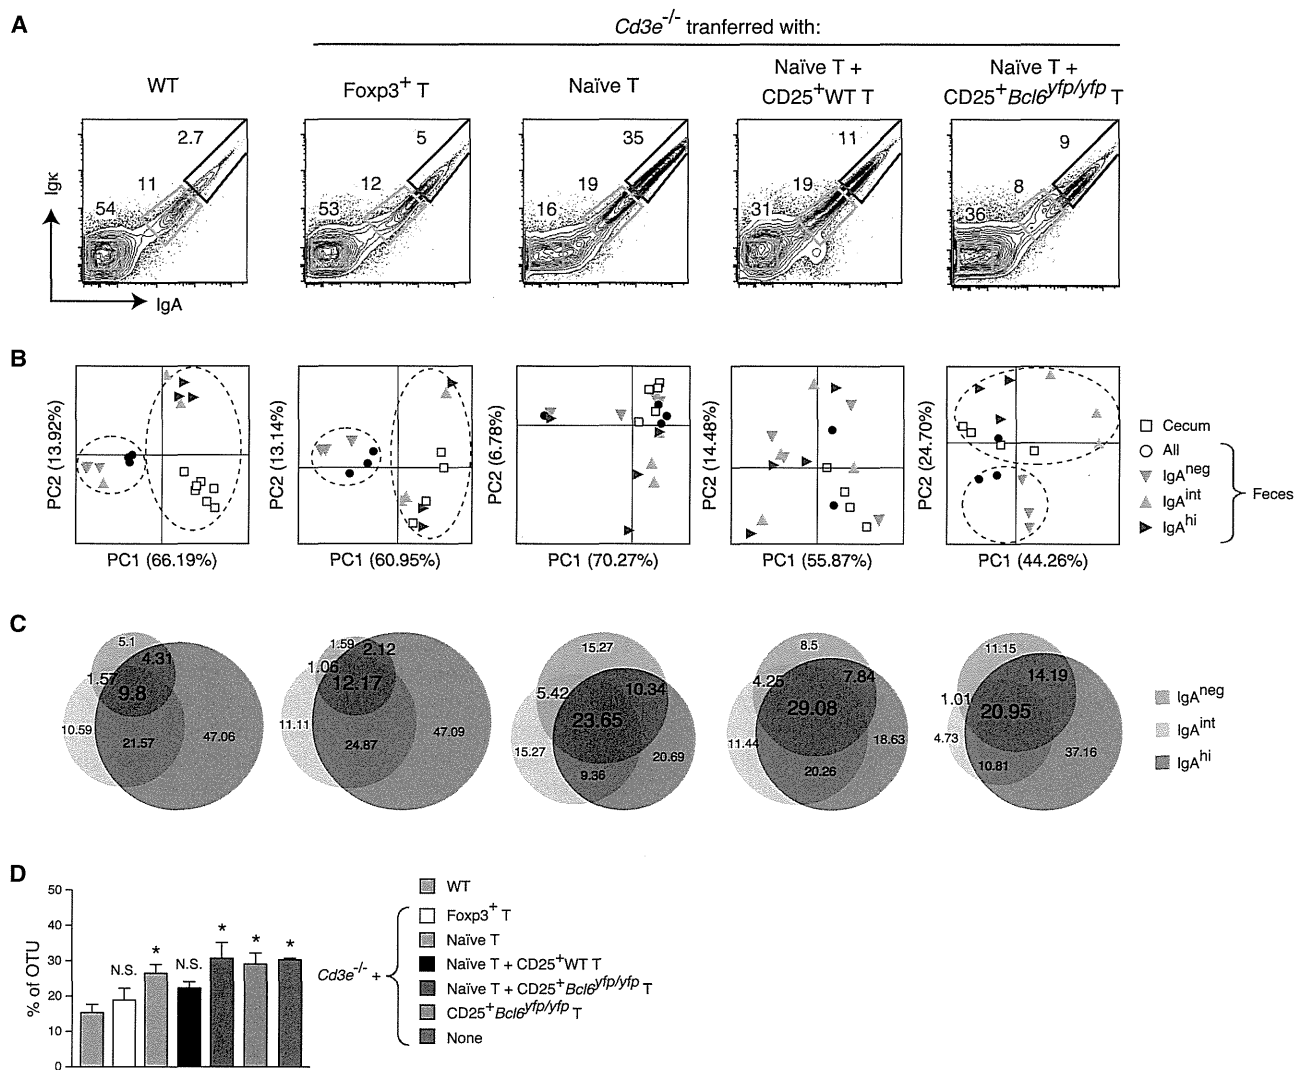 A
Cd3e-/- tranferred with:
WT
Foxp3+ T
Naïve T
Naïve T +
CD25+WT T
Naïve T +
CD25+Bcl6yfp/yfp T
2.7
11
54
5
12
53
35
19
16
11
19
31
9
8
36
Igκ
IgA
B
PC2 (13.92%)
PC1 (66.19%)
PC2 (13.14%)
PC1 (60.95%)
PC2 (6.78%)
PC1 (70.27%)
PC2 (14.48%)
PC1 (55.87%)
PC2 (24.70%)
PC1 (44.26%)
Cecum
All
IgAneg
IgAint
IgAhi
Feces
C
5.1
4.31
1.57
9.8
10.59
21.57
47.06
1.59
2.12
1.06
12.17
11.11
24.87
47.09
15.27
5.42
10.34
23.65
15.27
9.36
20.69
8.5
4.25
7.84
29.08
11.44
20.26
18.63
11.15
14.19
1.01
20.95
4.73
10.81
37.16
IgAneg
IgAint
IgAhi
D
% of OTU
50
40
30
20
10
0
N.S.
*
N.S.
*
*
*
WT
Cd3e-/- +
Foxp3+ T
Naïve T
Naïve T + CD25+WT T
Naïve T + CD25+Bcl6yfp/yfp T
CD25+Bcl6yfp/yfp T
None